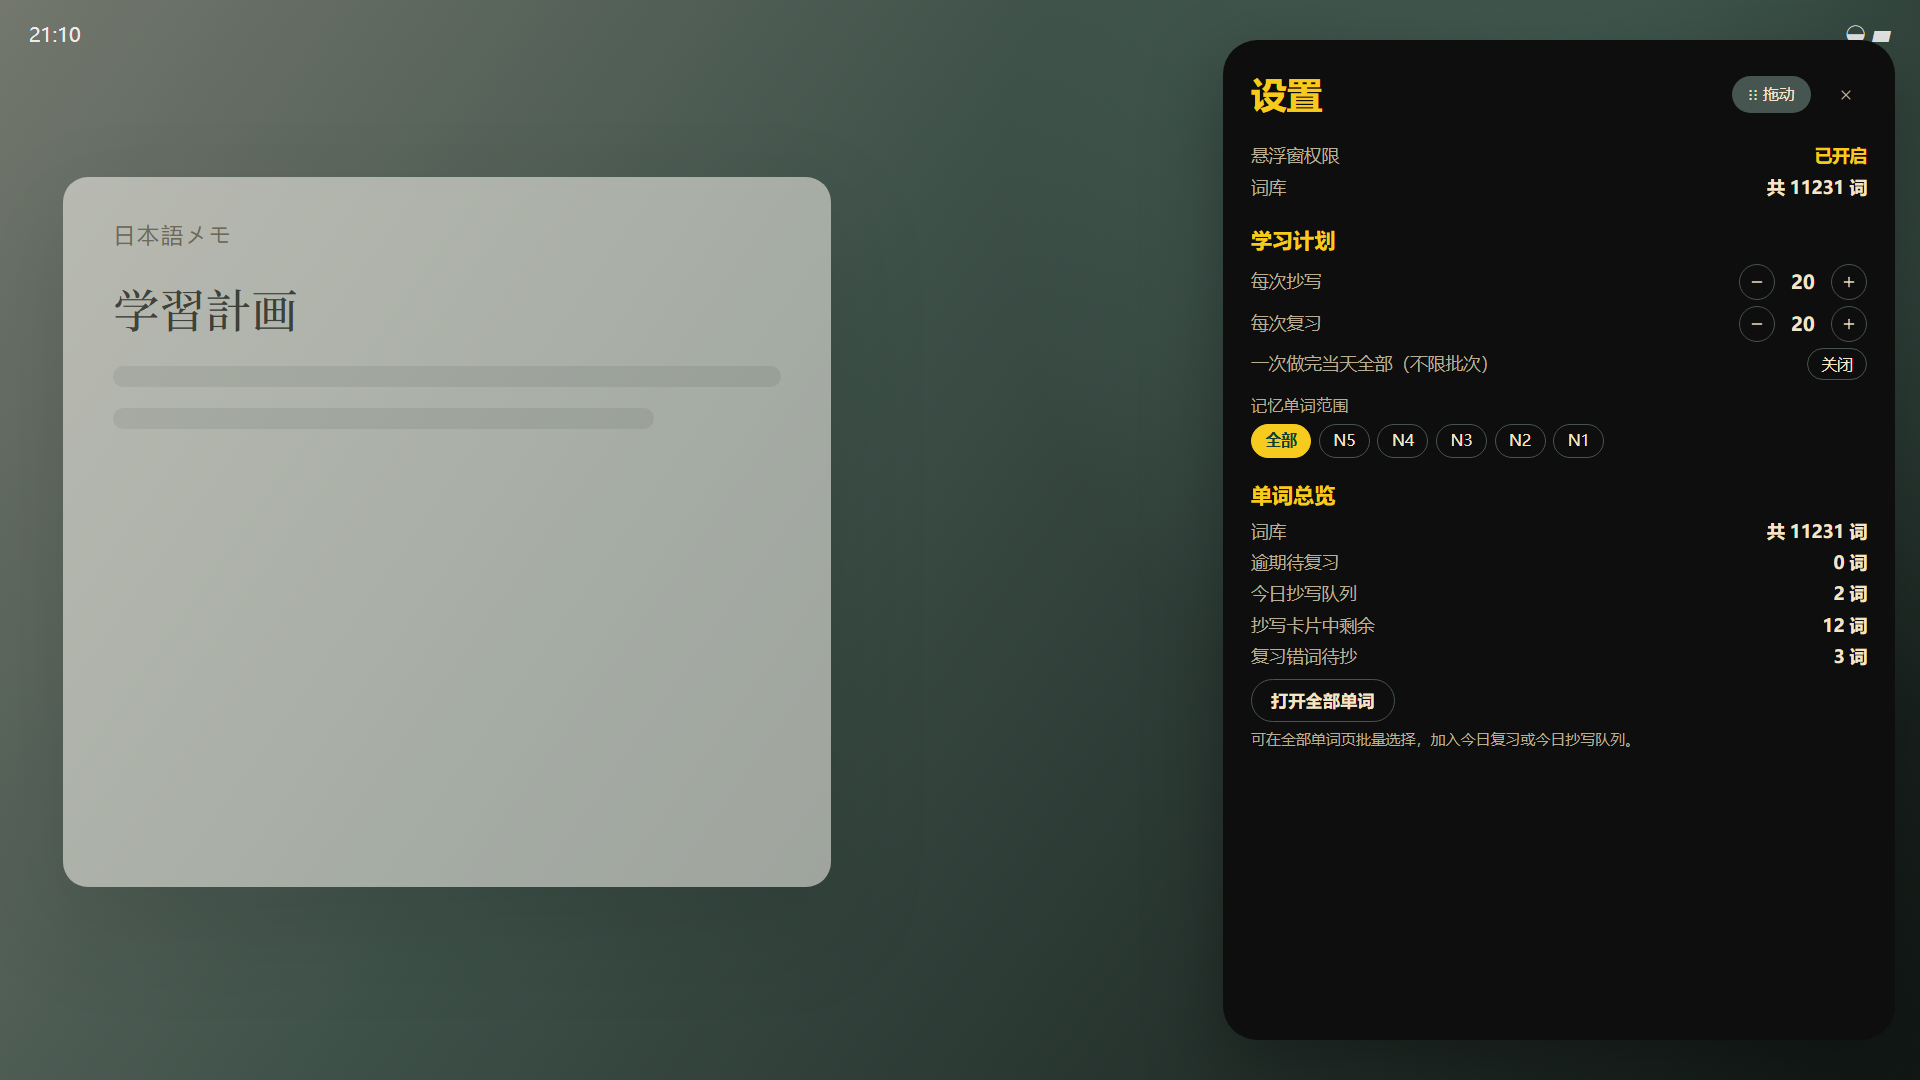 21:10
日本語メモ
学習計画
设置
拖动
×
悬浮窗权限 已开启
词库 共 11231 词
学习计划
每次抄写 − 20 +
每次复习 − 20 +
一次做完当天全部（不限批次） 关闭
记忆单词范围
全部 N5 N4 N3 N2 N1
单词总览
词库 共 11231 词
逾期待复习 0 词
今日抄写队列 2 词
抄写卡片中剩余 12 词
复习错词待抄 3 词
打开全部单词
可在全部单词页批量选择，加入今日复习或今日抄写队列。